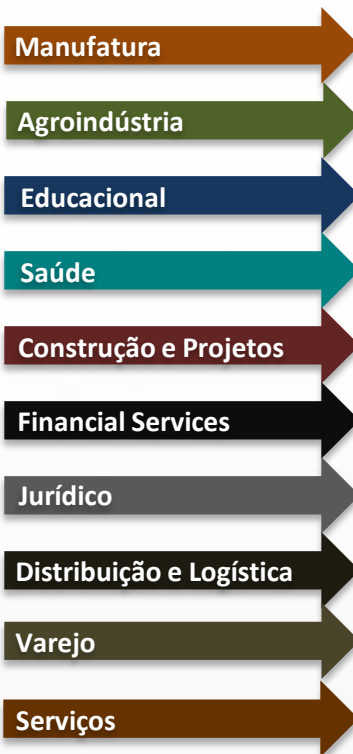 Manufatura
Agroindústria
Educacional
Saúde
Construção e Projetos
Financial Services
Jurídico
Distribuição e Logística
Varejo
Serviços